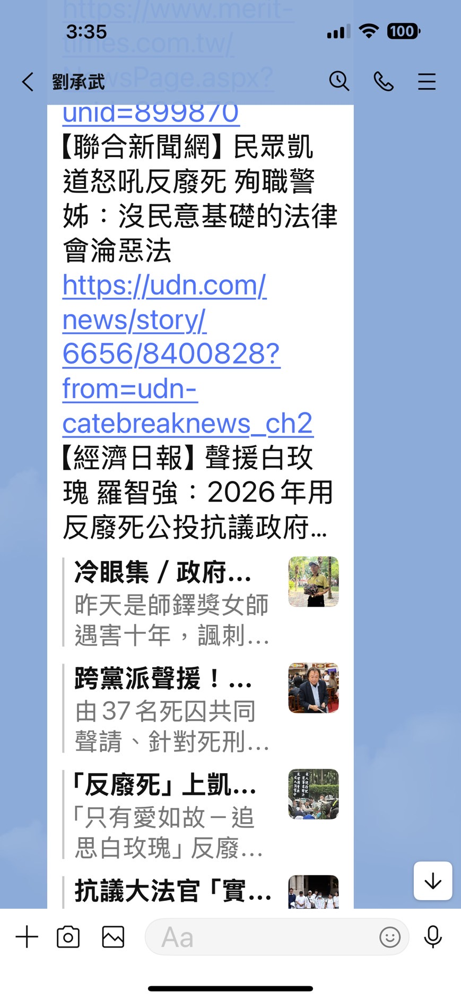 https://www.merit-
3:35
100
times.com.tw/
劉承武
NewsPage.aspx?
unid=899870
【聯合新聞網】民眾凱
道怒吼反廢死 殉職警
姊：沒民意基礎的法律
會淪惡法
https://udn.com/
news/story/
6656/8400828?
from=udn-
catebreaknews_ch2
【經濟日報】聲援白玫
瑰 羅智強：2026年用
反廢死公投抗議政府...
冷眼集／政府...
昨天是師鐸獎女師
遇害十年，諷刺...
跨黨派聲援！...
由37名死囚共同
聲請、針對死刑...
「反廢死」上凱...
「只有愛如故－追
思白玫瑰」反廢...
抗議大法官「實...
Aa